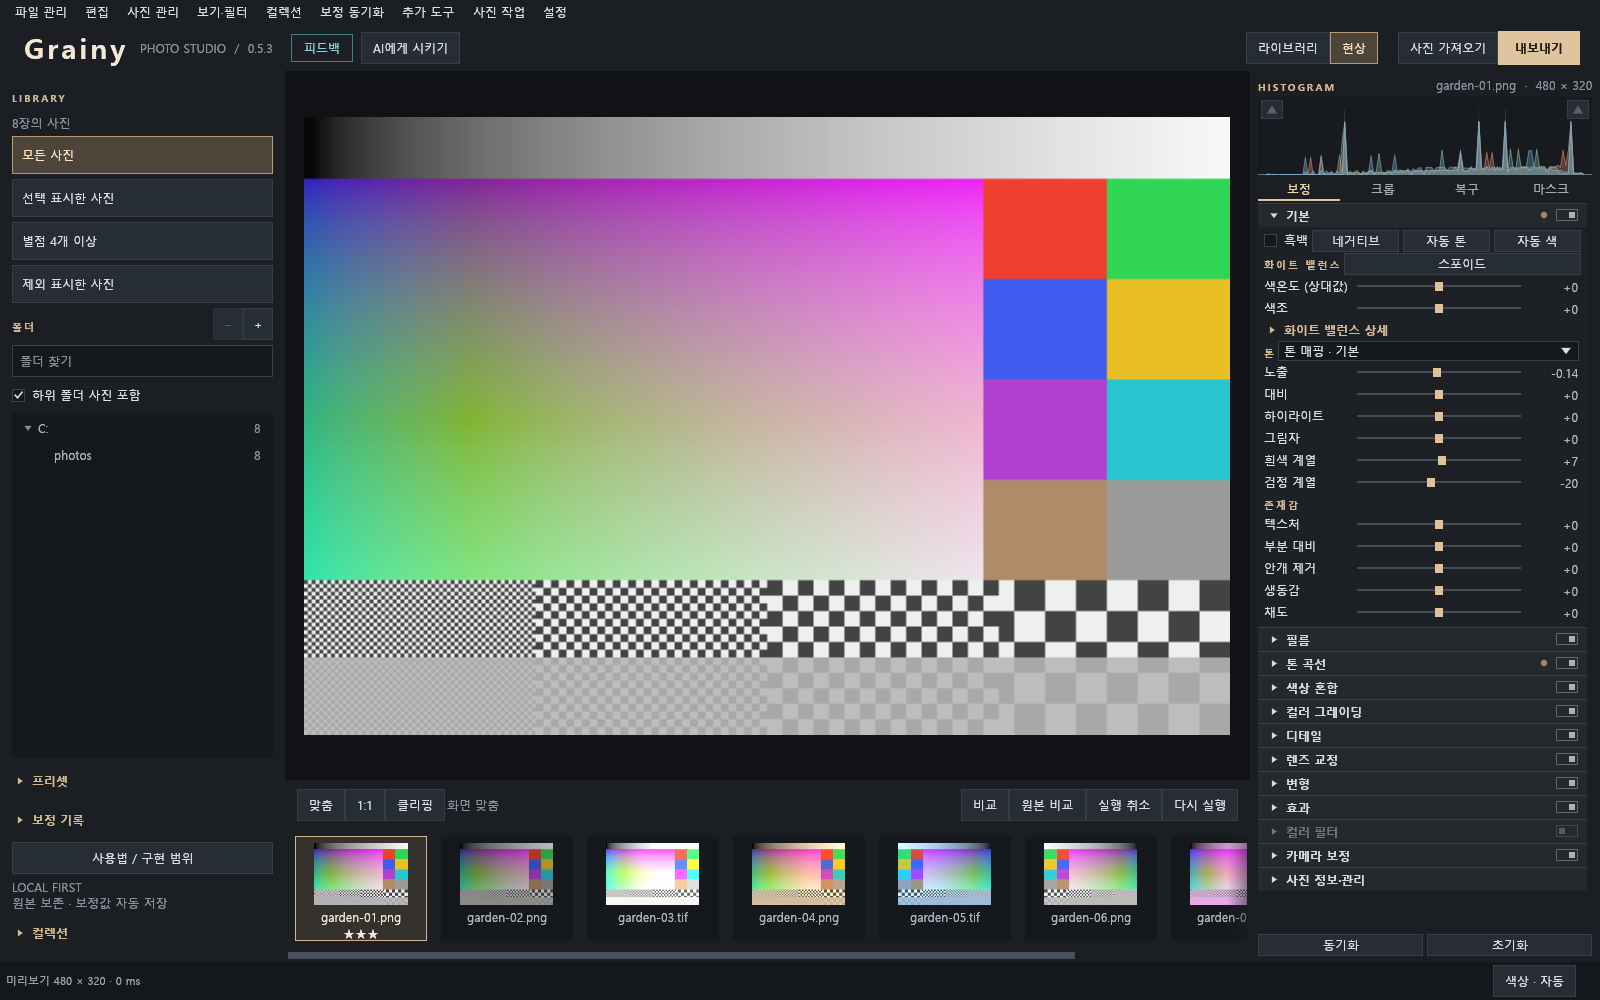 파일 관리 편집 사진 관리 보기·필터 컬렉션 보정 동기화 추가 도구 사진 작업 설정
Grainy PHOTO STUDIO / 0.5.3 피드백 AI에게 시키기 라이브러리 현상 사진 가져오기 내보내기
LIBRARY
8장의 사진
모든 사진
선택 표시한 사진
별점 4개 이상
제외 표시한 사진
폴더 − +
폴더 찾기
하위 폴더 사진 포함
C: 8
photos 8
프리셋
보정 기록
사용법 / 구현 범위
LOCAL FIRST
원본 보존 · 보정값 자동 저장
컬렉션
맞춤 1:1 클리핑 화면 맞춤 비교 원본 비교 실행 취소 다시 실행
garden-01.png garden-02.png garden-03.tif garden-04.png garden-05.tif garden-06.png garden-0
★★★
HISTOGRAM garden-01.png · 480 × 320
보정 크롭 복구 마스크
기본
흑백 네거티브 자동 톤 자동 색
화이트 밸런스 스포이드
색온도 (상대값) +0
색조 +0
화이트 밸런스 상세
톤 톤 매핑 · 기본
노출 -0.14
대비 +0
하이라이트 +0
그림자 +0
흰색 계열 +7
검정 계열 -20
존재감
텍스처 +0
부분 대비 +0
안개 제거 +0
생동감 +0
채도 +0
필름
톤 곡선
색상 혼합
컬러 그레이딩
디테일
렌즈 교정
변형
효과
컬러 필터
카메라 보정
사진 정보·관리
동기화 초기화
미리보기 480 × 320 · 0 ms 색상 · 자동